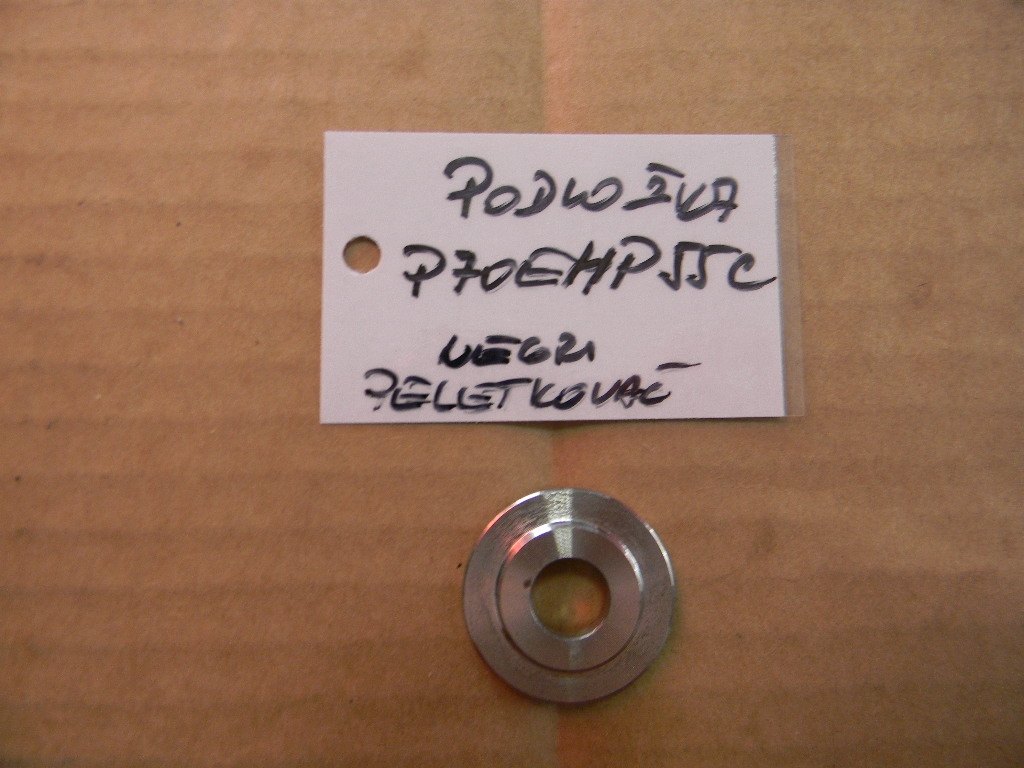 PODLOŽKA
P70EHP55C
NEGRI
PELETKOVAČ